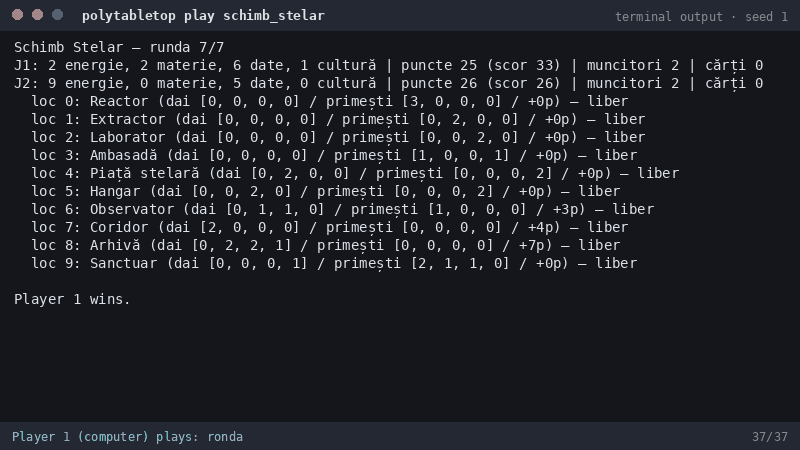 polytabletop play schimb_stelar
terminal output · seed 1
Schimb Stelar — runda 7/7
J1: 2 energie, 2 materie, 6 date, 1 cultură | puncte 25 (scor 33) | muncitori 2 | cărți 0
J2: 9 energie, 0 materie, 5 date, 0 cultură | puncte 26 (scor 26) | muncitori 2 | cărți 0
loc 0: Reactor (dai [0, 0, 0, 0] / primești [3, 0, 0, 0] / +0p) — liber
loc 1: Extractor (dai [0, 0, 0, 0] / primești [0, 2, 0, 0] / +0p) — liber
loc 2: Laborator (dai [0, 0, 0, 0] / primești [0, 0, 2, 0] / +0p) — liber
loc 3: Ambasadă (dai [0, 0, 0, 0] / primești [1, 0, 0, 1] / +0p) — liber
loc 4: Piață stelară (dai [0, 2, 0, 0] / primești [0, 0, 0, 2] / +0p) — liber
loc 5: Hangar (dai [0, 0, 2, 0] / primești [0, 0, 0, 2] / +0p) — liber
loc 6: Observator (dai [0, 1, 1, 0] / primești [1, 0, 0, 0] / +3p) — liber
loc 7: Coridor (dai [2, 0, 0, 0] / primești [0, 0, 0, 0] / +4p) — liber
loc 8: Arhivă (dai [0, 2, 2, 1] / primești [0, 0, 0, 0] / +7p) — liber
loc 9: Sanctuar (dai [0, 0, 0, 1] / primești [2, 1, 1, 0] / +0p) — liber
Player 1 wins.
Player 1 (computer) plays: ronda
37/37